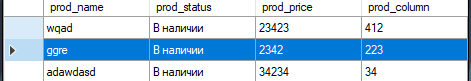 prod_name prod_status prod_price prod_column
wqad В наличии 23423 412
ggre В наличии 2342 223
adawdasd В наличии 34234 34